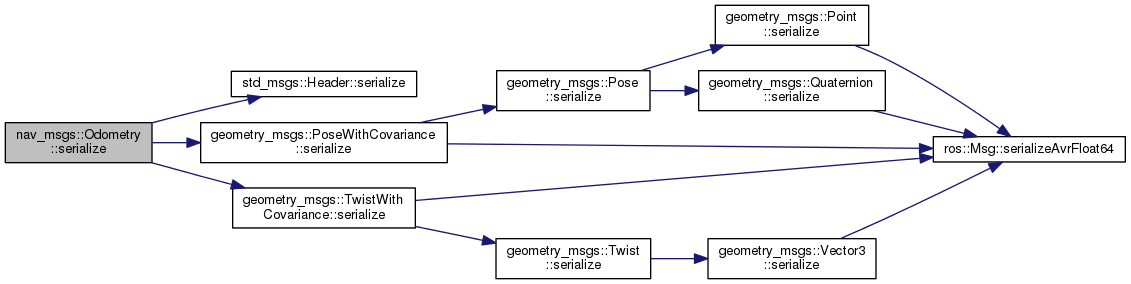 nav_msgs::Odometry
::serialize
std_msgs::Header::serialize
geometry_msgs::PoseWithCovariance
::serialize
geometry_msgs::TwistWith
Covariance::serialize
geometry_msgs::Pose
::serialize
geometry_msgs::Twist
::serialize
geometry_msgs::Point
::serialize
geometry_msgs::Quaternion
::serialize
geometry_msgs::Vector3
::serialize
ros::Msg::serializeAvrFloat64